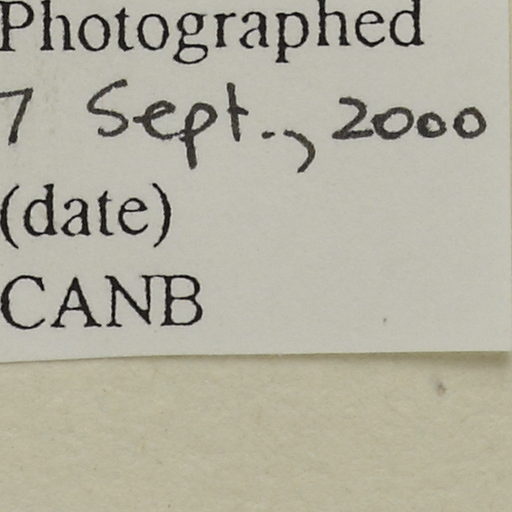 Photographed
7 Sept., 2000
(date)
CANB